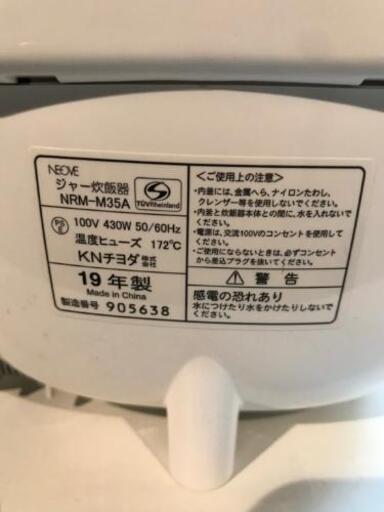 NEOVE
ジャー炊飯器
NRM-M35A
S
TÜVRheinland
PS
E
100V 430W 50/60Hz
温度ヒューズ 172℃
KNチヨダ株式会社
19年製
Made in China
製造番号 905638
<ご使用上の注意>
・内釜には、金属へら、ナイロンたわし、
クレンザー等を使用しないでください。
・内釜と炊飯器本体との間に、水を入れないで
ください。
・電源は、交流100Vのコンセントを使用して
ください。
・ご使用にならないときは、必ずコンセント
から差込プラグを抜いてください。
⚠ 警告
感電の恐れあり
水につけたり水をかけたりしないで
ください。